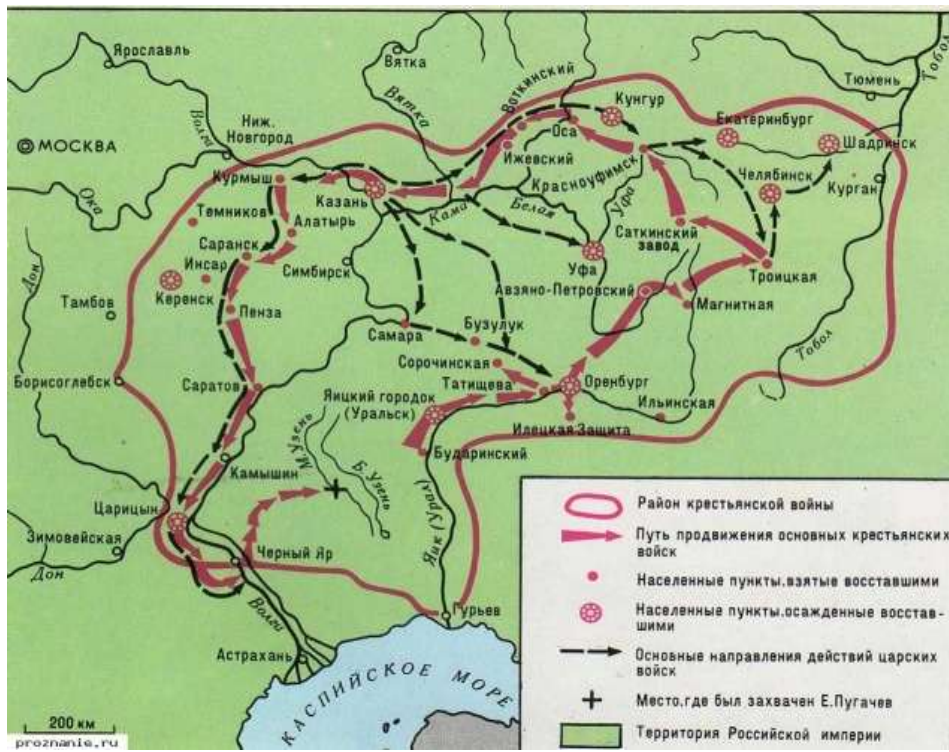 Ярославль
Вятка
Тобол
Тюмень
Воткинский
Кунгур
Екатеринбург
Шадринск
Ниж.
Новгород
Волга
Вятка
Оса
МОСКВА
Ижевский
Челябинск
Курмыш
Казань
Красноуфимск
Курган
Ока
Кама
Белая
Уфа
Темников
Алатырь
Саткинский
завод
Саранск
Симбирск
Уфа
Троицкая
Дон
Инсар
Керенск
Авзяно-Петровский
Магнитная
Тамбов
Пенза
Самара
Бузулук
Тобол
Сорочинская
Борисоглебск
Саратов
Татищева
Оренбург
Яицкий городок
(Уральск)
Ильинская
М.Узень
Илецкая Защита
Бударинский
Камышин
Б.Узень
Царицын
Яик (Урал)
Зимовейская
Черный Яр
Дон
Волга
Гурьев
Астрахань
КАСПИЙСКОЕ МОРЕ
Район крестьянской войны
Путь продвижения основных крестьянских
войск
Населенные пункты,взятые восставшими
Населенные пункты,осажденные восстав-
шими
Основные направления действий царских
войск
Место,где был захвачен Е.Пугачев
Территория Российской империи
200 км
proznanie.ru